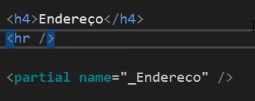 <h4>Endereço</h4>
<hr />
<partial name="_Endereco" />